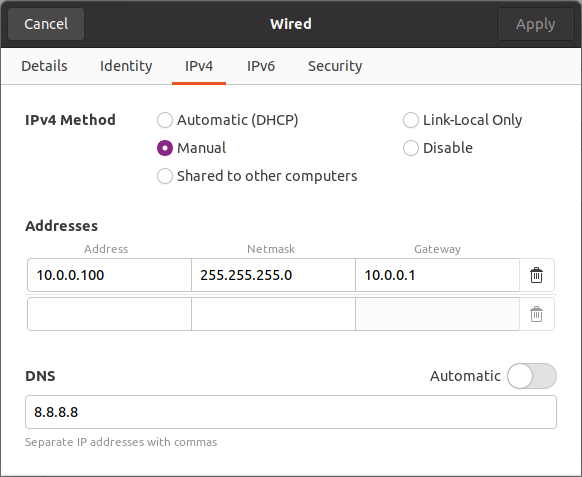 Cancel Wired Apply
Details Identity IPv4 IPv6 Security
IPv4 Method Automatic (DHCP) Link-Local Only
Manual Disable
Shared to other computers
Addresses
Address Netmask Gateway
10.0.0.100 255.255.255.0 10.0.0.1
DNS Automatic
8.8.8.8
Separate IP addresses with commas